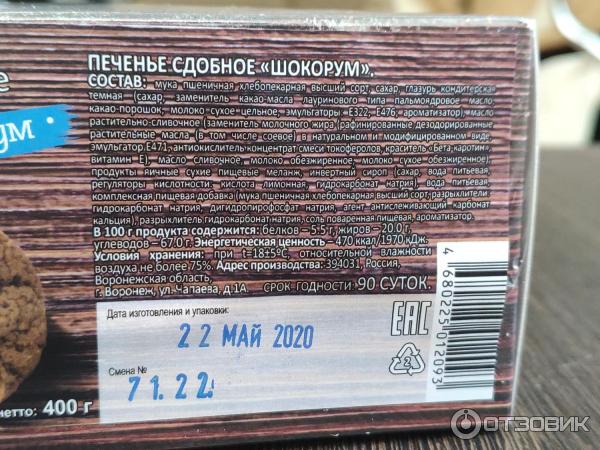 ПЕЧЕНЬЕ СДОБНОЕ «ШОКОРУМ».
СОСТАВ: мука пшеничная хлебопекарная высший сорт, сахар, глазурь кондитерская
темная (сахар, заменитель какао-масла лауринового типа пальмоядровое масло,
какао-порошок, молоко сухое цельное, эмульгаторы Е322, Е476, ароматизатор), масло
растительно-сливочное (заменитель молочного жира (рафинированные дезодорированные
растительные масла (в том числе соевое) в натуральном и модифицированном виде,
эмульгатор Е471, антиокислитель концентрат смеси токоферолов, краситель «Бета, каротин»,
витамин Е), масло сливочное, молоко обезжиренное, молоко сухое обезжиренное),
продукты яичные сухие пищевые меланж, инвертный сироп (сахар, вода питьевая,
регуляторы кислотности: кислота лимонная, гидрокарбонат натрия), вода питьевая,
комплексная пищевая добавка (мука пшеничная хлебопекарная высший сорт, разрыхлители:
гидрокарбонат натрия, дигидропирофосфат натрия, агент антислеживающий карбонат
кальция), разрыхлитель гидрокарбонат натрия, соль поваренная пищевая, ароматизатор.
В 100 г продукта содержится: белков – 5.5 г, жиров – 20.0 г,
углеводов – 67.0 г. Энергетическая ценность – 470 ккал/1970 кДж.
Условия хранения: при t=18±5°С, относительной влажности
воздуха не более 75%. Адрес производства: 394031, Россия,
Воронежская область,
г. Воронеж, ул. Чапаева, д.1А. СРОК ГОДНОСТИ: 90 СУТОК.
Дата изготовления и упаковки:
22 МАЙ 2020
Смена №
71.22
ЕАС
2
4 680225 012093
е
ум
нетто: 400 г
ОТЗОВИК